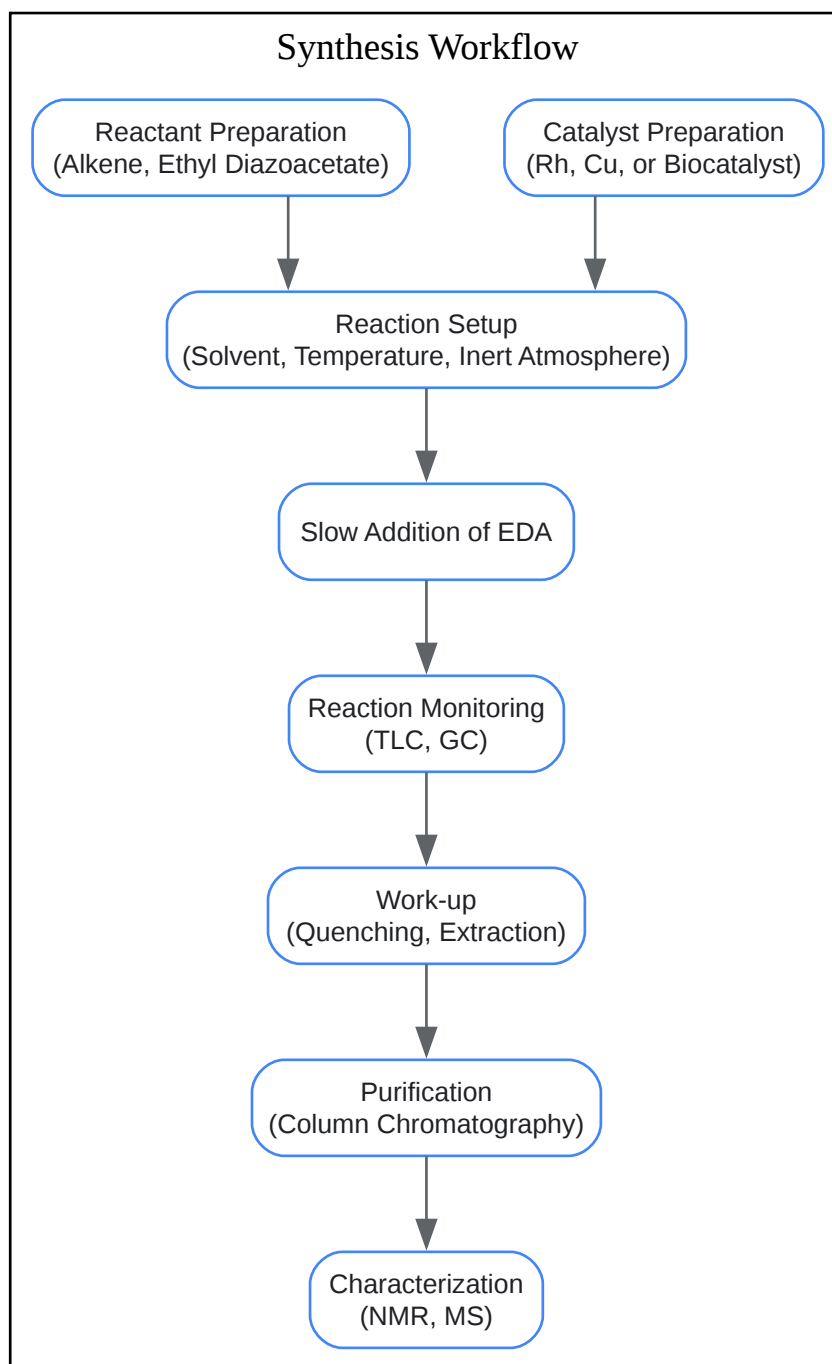 Synthesis Workflow
Reactant Preparation
(Alkene, Ethyl Diazoacetate)
Catalyst Preparation
(Rh, Cu, or Biocatalyst)
Reaction Setup
(Solvent, Temperature, Inert Atmosphere)
Slow Addition of EDA
Reaction Monitoring
(TLC, GC)
Work-up
(Quenching, Extraction)
Purification
(Column Chromatography)
Characterization
(NMR, MS)